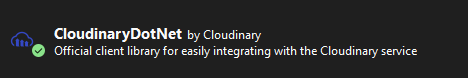 CloudinaryDotNet by Cloudinary
Official client library for easily integrating with the Cloudinary service